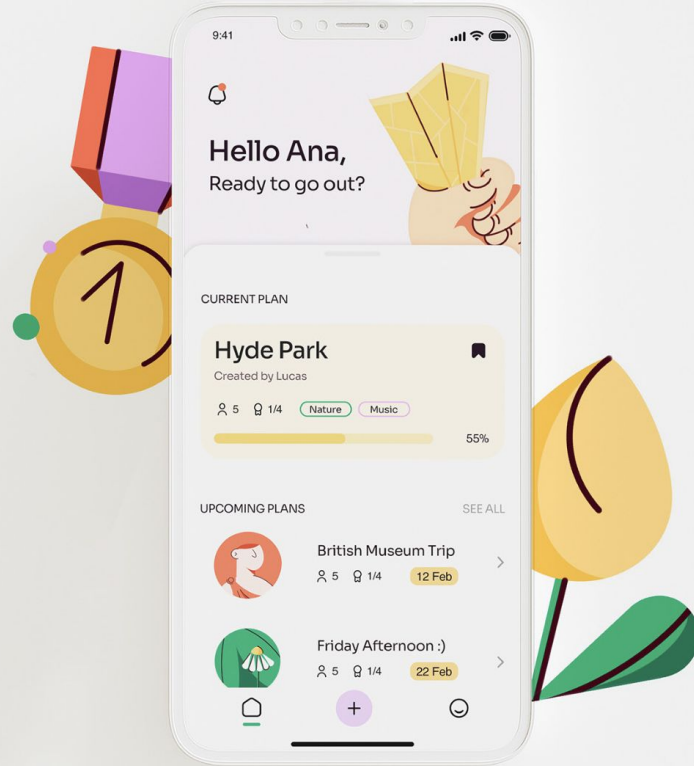 9:41
Hello Ana,
Ready to go out?
CURRENT PLAN
Hyde Park
Created by Lucas
5 1/4 Nature Music
55%
UPCOMING PLANS SEE ALL
British Museum Trip
5 1/4 12 Feb
Friday Afternoon :)
5 1/4 22 Feb
1